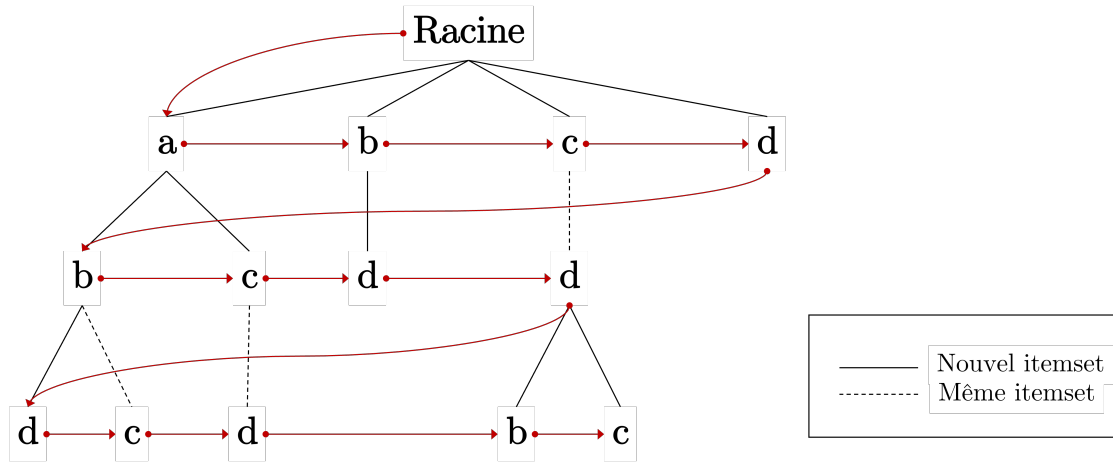 Racine
a b c d
b c d d
d c d b c
Nouvel itemset
Même itemset